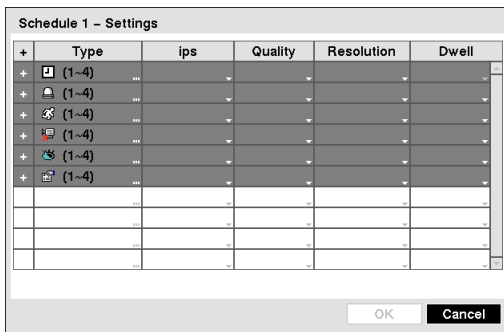 Schedule 1 – Settings
+ Type ips Quality Resolution Dwell
+ (1~4) ...
+ (1~4) ...
+ (1~4) ...
+ (1~4) ...
+ (1~4) ...
+ (1~4) ...
...
...
...
...
OK Cancel